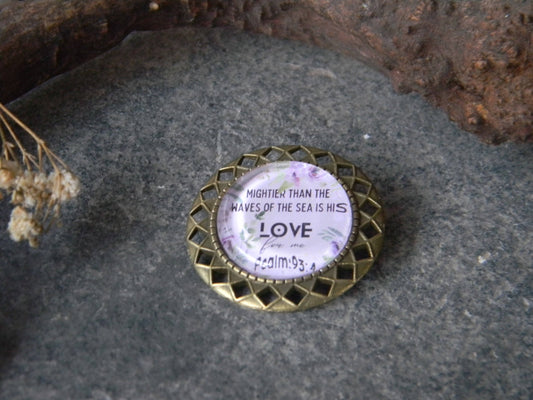 MIGHTIER THAN THE
WAVES OF THE SEA IS HIS
LOVE
for me
Psalm:93:4